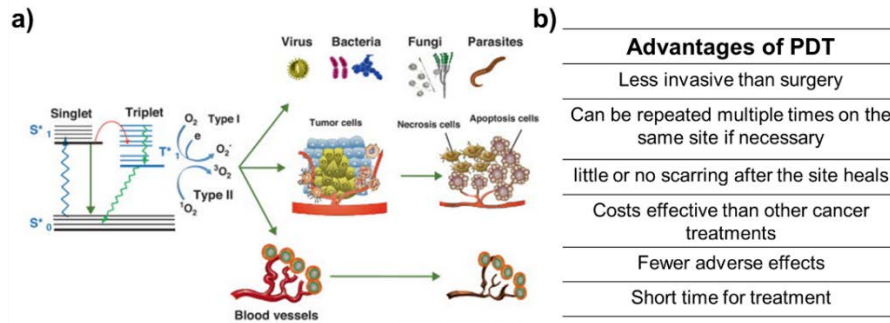 a)
Virus
Bacteria
Fungi
Parasites
Singlet
Triplet
S* 1
T* 1
S* 0
O₂ Type I
e
O₂⁻
³O₂
Type II
¹O₂
Tumor cells
Necrosis cells
Apoptosis cells
Blood vessels
b)
Advantages of PDT
Less invasive than surgery
Can be repeated multiple times on the
same site if necessary
little or no scarring after the site heals
Costs effective than other cancer
treatments
Fewer adverse effects
Short time for treatment